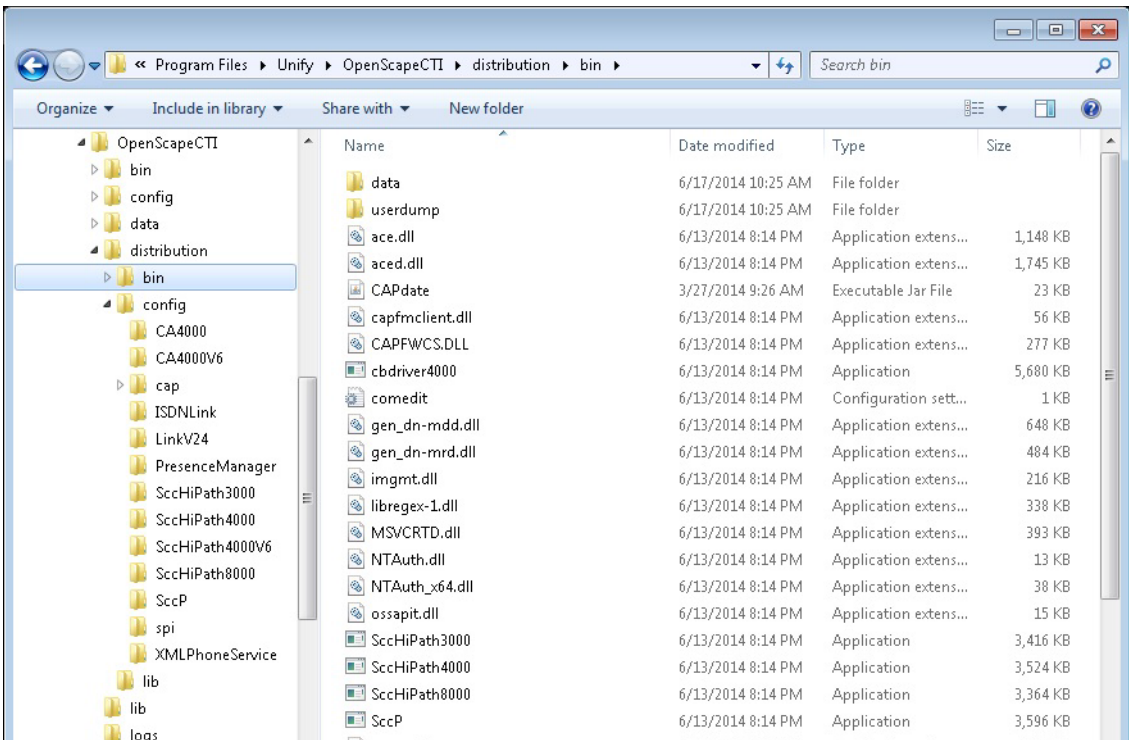 « Program Files Unify OpenScapeCTI distribution bin Search bin
Organize Include in library Share with New folder
OpenScapeCTI
bin
config
data
distribution
bin
config
CA4000
CA4000V6
cap
ISDNLink
LinkV24
PresenceManager
SccHiPath3000
SccHiPath4000
SccHiPath4000V6
SccHiPath8000
SccP
spi
XMLPhoneService
lib
lib
logs
Name Date modified Type Size
data 6/17/2014 10:25 AM File folder
userdump 6/17/2014 10:25 AM File folder
ace.dll 6/13/2014 8:14 PM Application extens... 1,148 KB
aced.dll 6/13/2014 8:14 PM Application extens... 1,745 KB
CAPdate 3/27/2014 9:26 AM Executable Jar File 23 KB
capfmclient.dll 6/13/2014 8:14 PM Application extens... 56 KB
CAPFWCS.DLL 6/13/2014 8:14 PM Application extens... 277 KB
cbdriver4000 6/13/2014 8:14 PM Application 5,680 KB
comedit 6/13/2014 8:14 PM Configuration sett... 1 KB
gen_dn-mdd.dll 6/13/2014 8:14 PM Application extens... 648 KB
gen_dn-mrd.dll 6/13/2014 8:14 PM Application extens... 484 KB
imgmt.dll 6/13/2014 8:14 PM Application extens... 216 KB
libregex-1.dll 6/13/2014 8:14 PM Application extens... 338 KB
MSVCRTD.dll 6/13/2014 8:14 PM Application extens... 393 KB
NTAuth.dll 6/13/2014 8:14 PM Application extens... 13 KB
NTAuth_x64.dll 6/13/2014 8:14 PM Application extens... 38 KB
ossapit.dll 6/13/2014 8:14 PM Application extens... 15 KB
SccHiPath3000 6/13/2014 8:14 PM Application 3,416 KB
SccHiPath4000 6/13/2014 8:14 PM Application 3,524 KB
SccHiPath8000 6/13/2014 8:14 PM Application 3,364 KB
SccP 6/13/2014 8:14 PM Application 3,596 KB